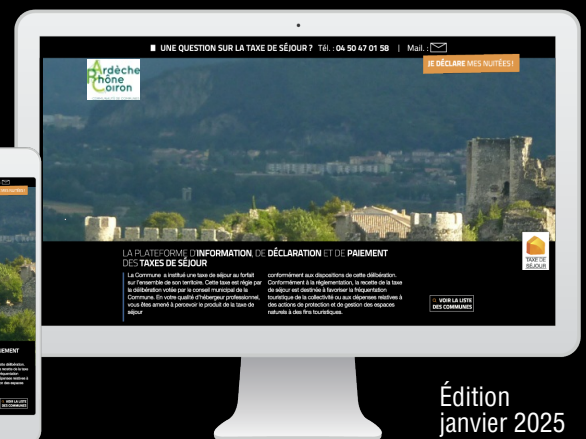 UNE QUESTION SUR LA TAXE DE SÉJOUR ? Tél. : 04 50 47 01 58 | Mail. :
JE DÉCLARE MES NUITÉES !
Ardèche
Rhône
Coiron
LA PLATEFORME D'INFORMATION, DE DÉCLARATION ET DE PAIEMENT
DES TAXES DE SÉJOUR
La Commune a institué une taxe de séjour au forfait
sur l'ensemble de son territoire. Cette taxe est régie par
la délibération votée par le conseil municipal de la
Commune. En votre qualité d'hébergeur professionnel,
vous êtes amené à percevoir le produit de la taxe de
séjour
conformément aux dispositions de cette délibération.
Conformément à la réglementation, la recette de la taxe
de séjour est destinée à favoriser la fréquentation
touristique de la collectivité ou aux dépenses relatives à
des actions de protection et de gestion des espaces
naturels à des fins touristiques.
TAXE DE
SÉJOUR
VOIR LA LISTE
DES COMMUNES
IEMENT
VOIR LA LISTE
DES COMMUNES
Édition
janvier 2025